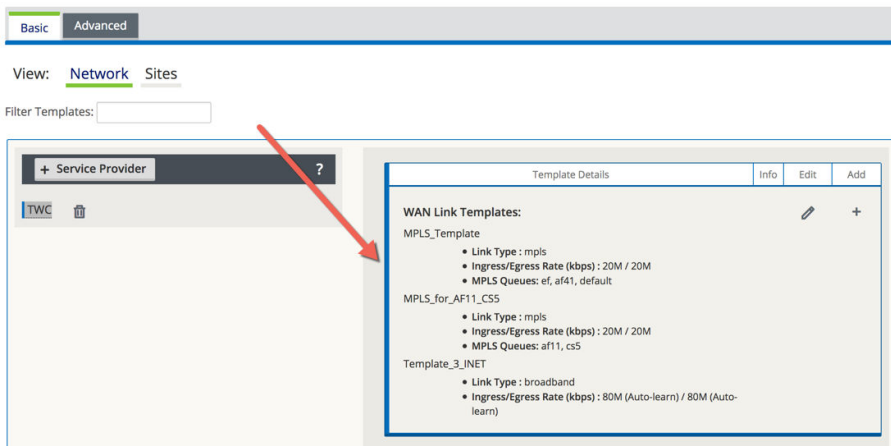 Basic Advanced
View: Network Sites
Filter Templates:
+ Service Provider ?
TWC
Template Details Info Edit Add
WAN Link Templates: +
MPLS_Template
• Link Type : mpls
• Ingress/Egress Rate (kbps) : 20M / 20M
• MPLS Queues: ef, af41, default
MPLS_for_AF11_CS5
• Link Type : mpls
• Ingress/Egress Rate (kbps) : 20M / 20M
• MPLS Queues: af11, cs5
Template_3_INET
• Link Type : broadband
• Ingress/Egress Rate (kbps) : 80M (Auto-learn) / 80M (Auto-
learn)